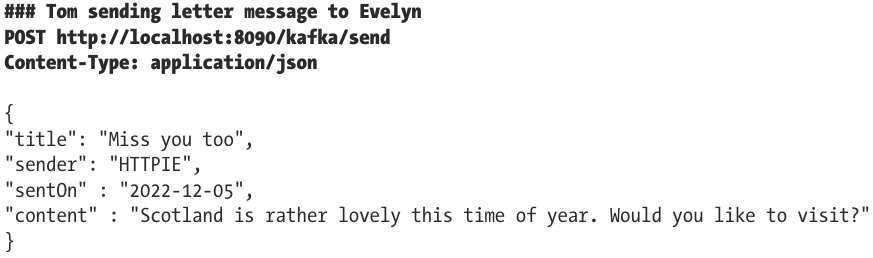 ### Tom sending letter message to Evelyn
POST http://localhost:8090/kafka/send
Content-Type: application/json
{
"title": "Miss you too",
"sender": "HTTPIE",
"sentOn" : "2022-12-05",
"content" : "Scotland is rather lovely this time of year. Would you like to visit?"
}